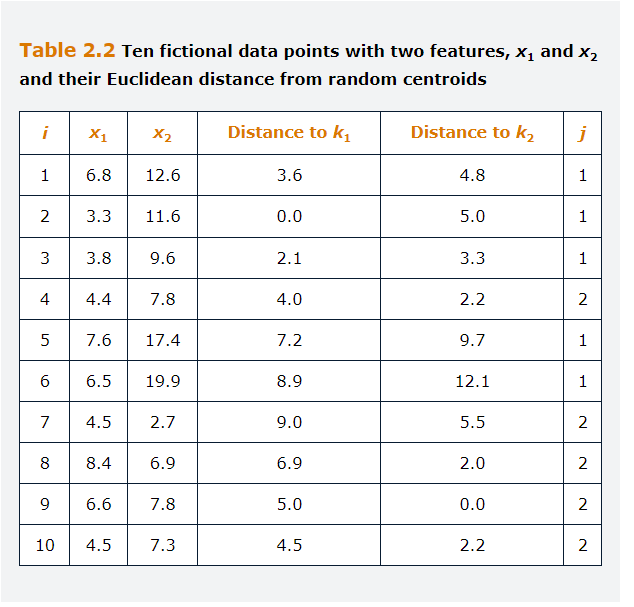 Table 2.2 Ten fictional data points with two features, x₁ and x₂
and their Euclidean distance from random centroids
i x₁ x₂ Distance to k₁ Distance to k₂ j
1 6.8 12.6 3.6 4.8 1
2 3.3 11.6 0.0 5.0 1
3 3.8 9.6 2.1 3.3 1
4 4.4 7.8 4.0 2.2 2
5 7.6 17.4 7.2 9.7 1
6 6.5 19.9 8.9 12.1 1
7 4.5 2.7 9.0 5.5 2
8 8.4 6.9 6.9 2.0 2
9 6.6 7.8 5.0 0.0 2
10 4.5 7.3 4.5 2.2 2